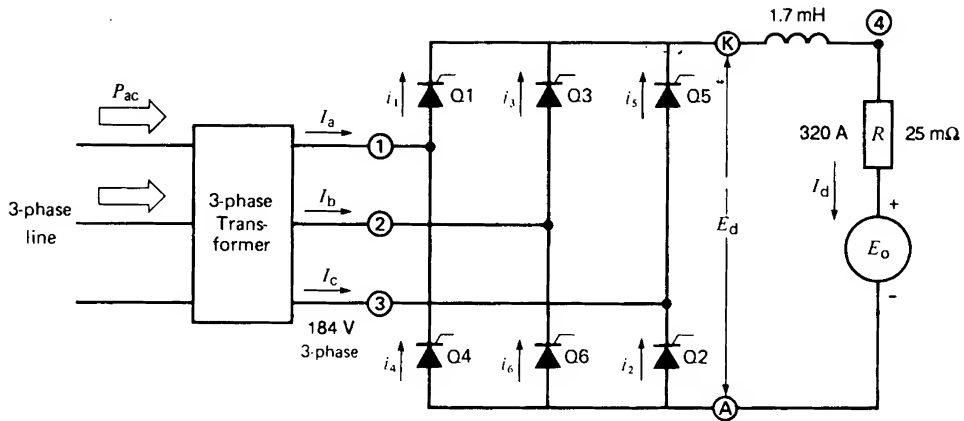 1.7 mH
4
K
P_ac
i_1
Q1
i_3
Q3
i_5
Q5
I_a
1
320 A
R
25 mΩ
3-phase
line
3-phase
Trans-
former
I_b
2
I_d
+
E_d
E_o
-
I_c
3
184 V
3-phase
i_4
Q4
i_6
Q6
i_2
Q2
A